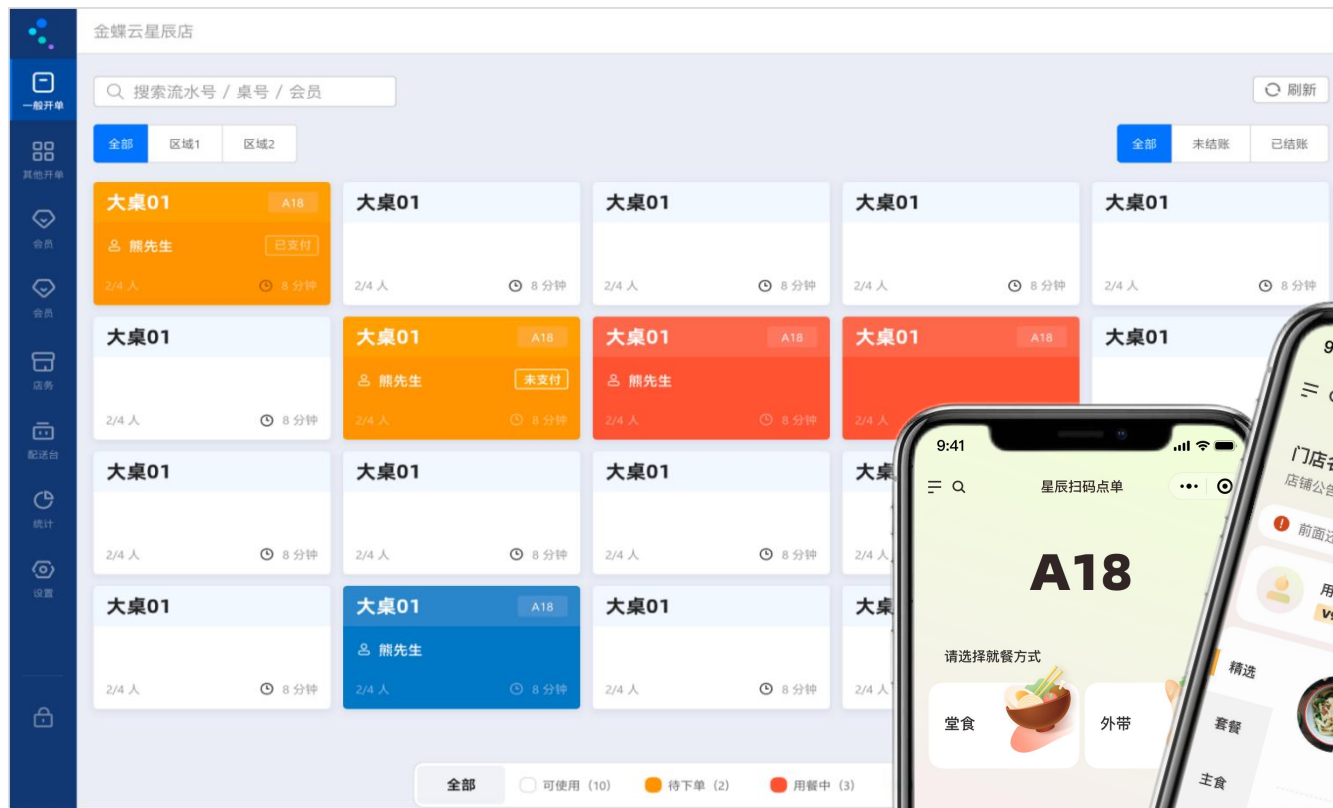 金蝶云星辰店
一般开单
搜索流水号 / 桌号 / 会员
刷新
全部 区域1 区域2
全部 未结账 已结账
其他开单
会员
会员
店务
配送台
统计
设置
大桌01 A18
熊先生 已支付
2/4 人 8 分钟
大桌01
2/4 人 8 分钟
大桌01
2/4 人 8 分钟
大桌01
2/4 人 8 分钟
大桌01
2/4 人 8 分钟
大桌01
2/4 人 8 分钟
大桌01 A18
熊先生 未支付
2/4 人 8 分钟
大桌01 A18
熊先生
2/4 人 8 分钟
大桌01 A18
2/4 人
大桌01
大桌01
2/4 人 8 分钟
大桌01
2/4 人 8 分钟
大桌01
2/4 人 8 分钟
大桌
2/4 人
大桌01
2/4 人 8 分钟
大桌01 A18
熊先生
2/4 人 8 分钟
大桌01
2/4 人 8 分钟
大桌
2/4 人
全部 可使用 (10) 待下单 (2) 用餐中 (3)
9:41
星辰扫码点单
A18
请选择就餐方式
堂食
外带
9
门店
店铺公告
前面还
用
精选
套餐
主食